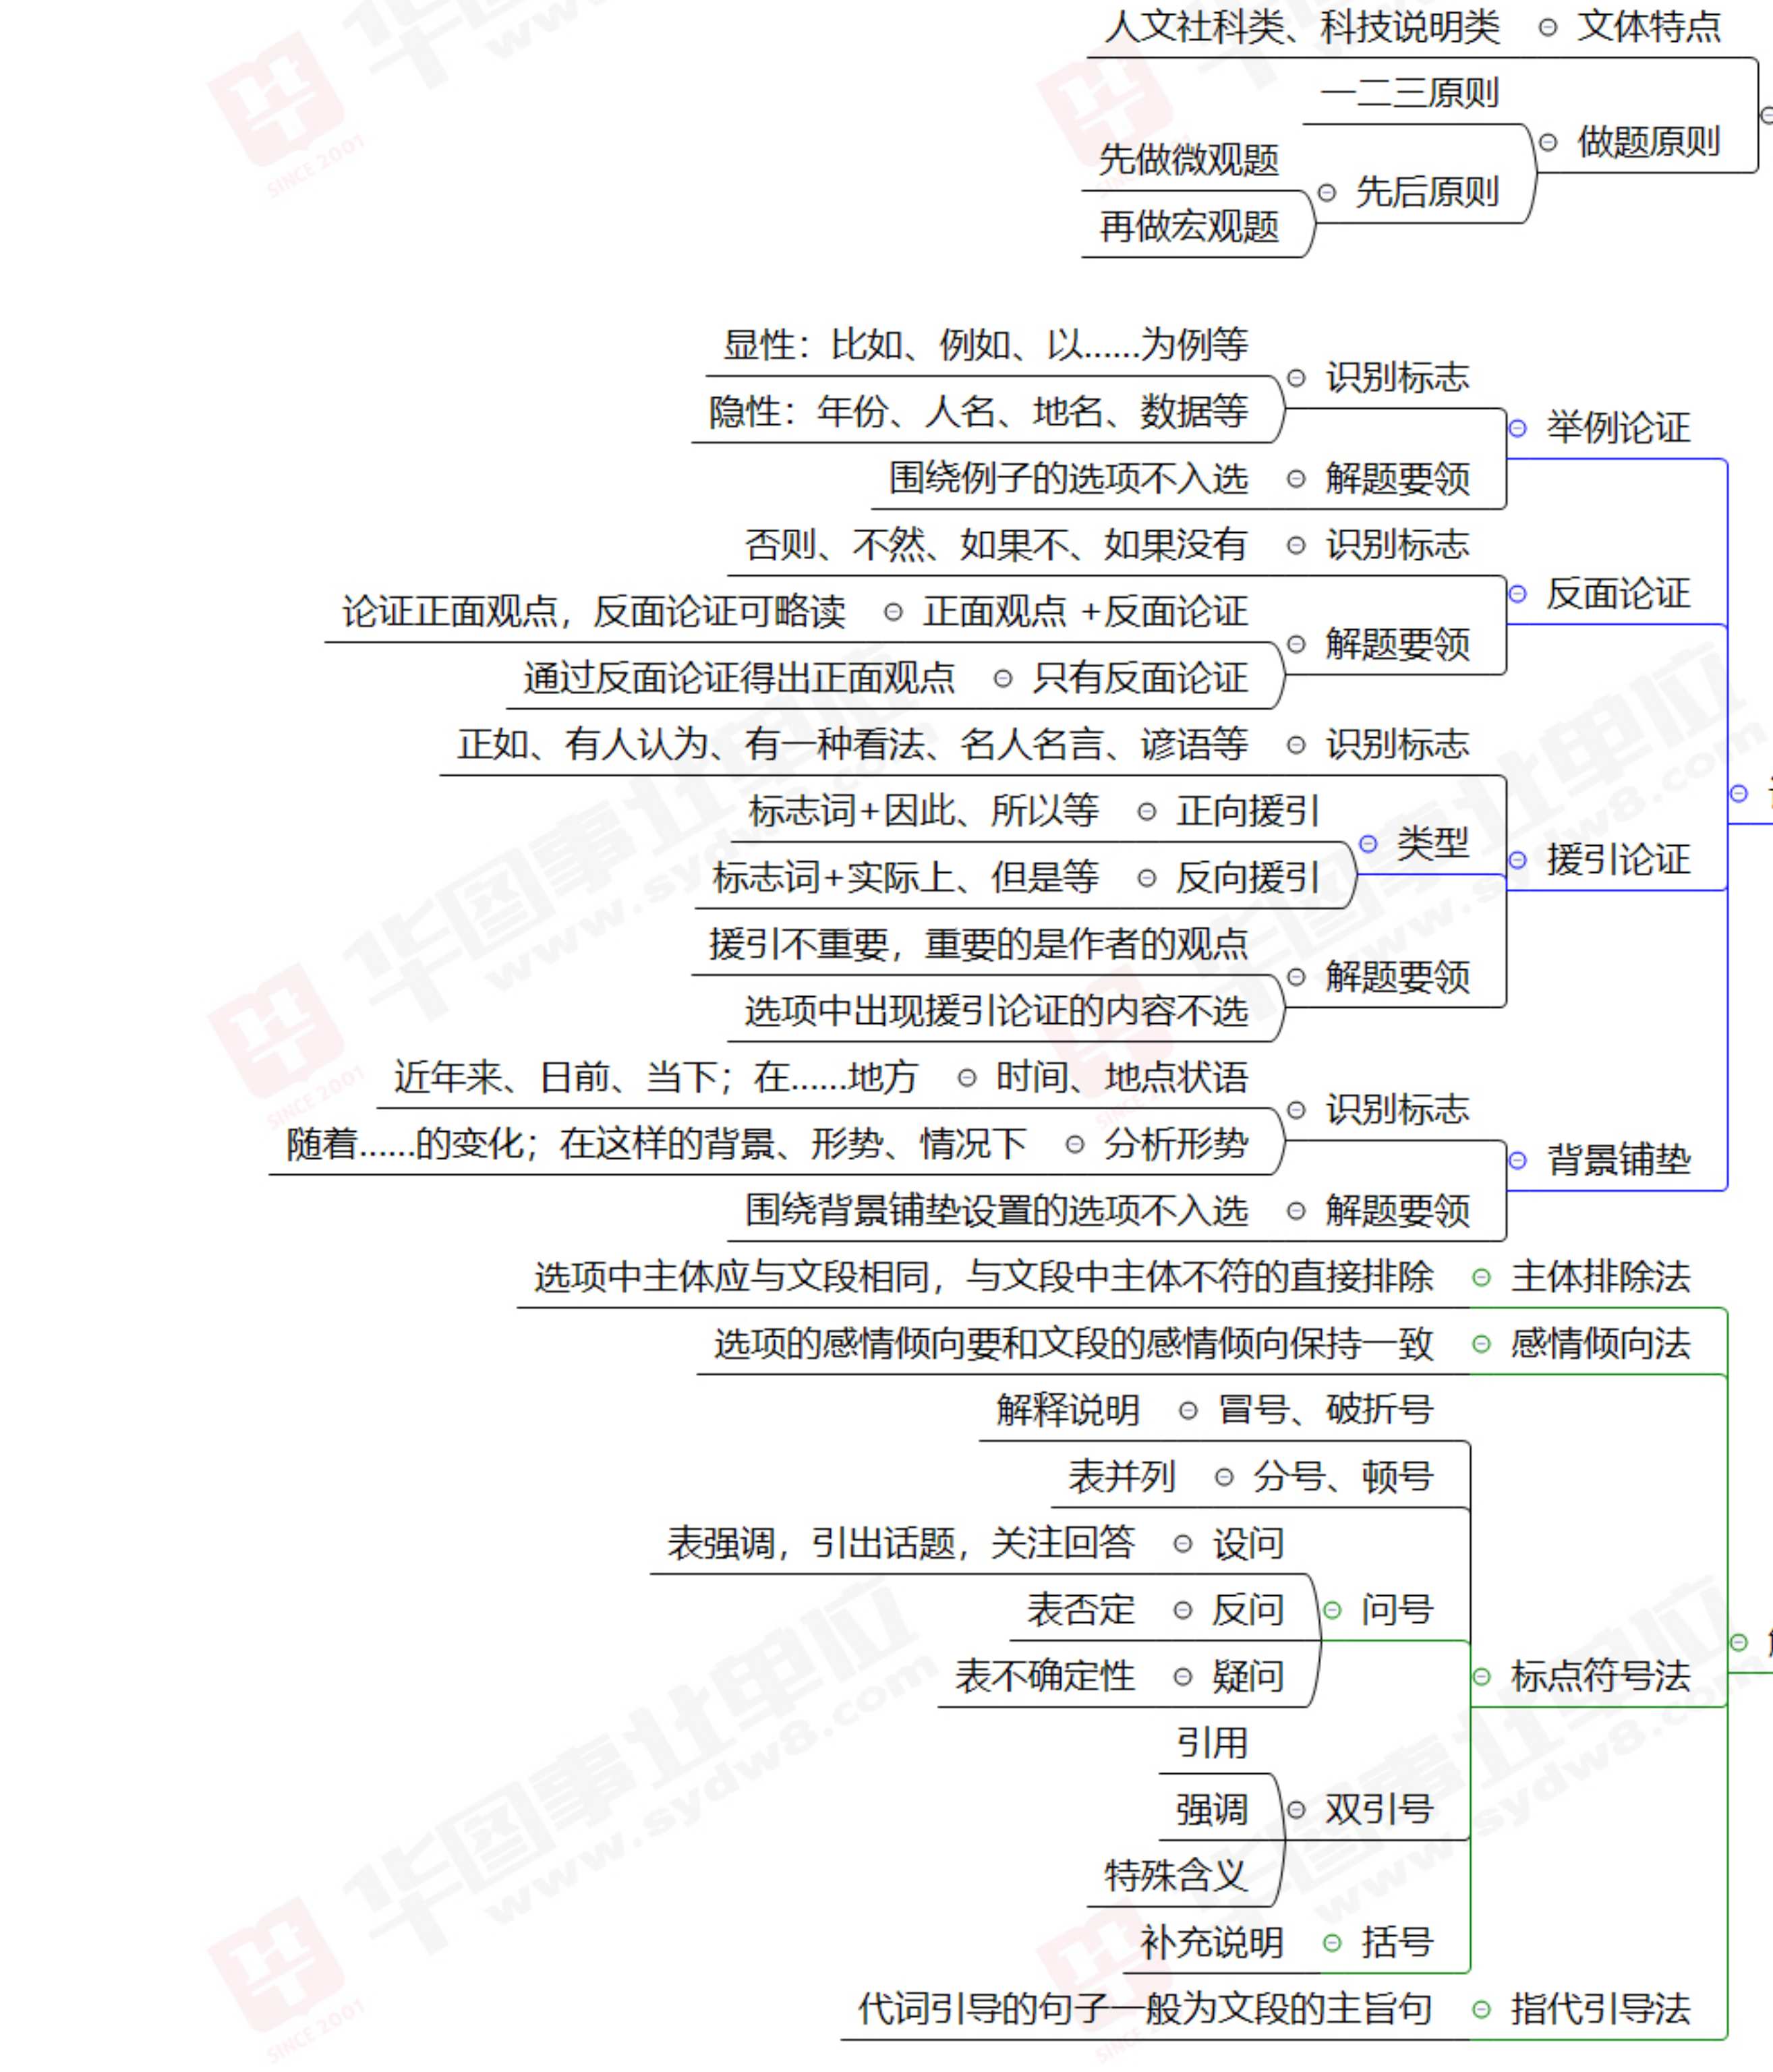 人文社科类、科技说明类 文体特点
一二三原则
做题原则
先做微观题
先后原则
再做宏观题
显性：比如、例如、以......为例等
识别标志
隐性：年份、人名、地名、数据等
举例论证
围绕例子的选项不入选 解题要领
否则、不然、如果不、如果没有 识别标志
反面论证
论证正面观点，反面论证可略读 正面观点 +反面论证
解题要领
通过反面论证得出正面观点 只有反面论证
正如、有人认为、有一种看法、名人名言、谚语等 识别标志
标志词+因此、所以等 正向援引
类型
援引论证
标志词+实际上、但是等 反向援引
援引不重要，重要的是作者的观点
解题要领
选项中出现援引论证的内容不选
近年来、日前、当下；在......地方 时间、地点状语
识别标志
随着......的变化；在这样的背景、形势、情况下 分析形势
背景铺垫
围绕背景铺垫设置的选项不入选 解题要领
选项中主体应与文段相同，与文段中主体不符的直接排除 主体排除法
选项的感情倾向要和文段的感情倾向保持一致 感情倾向法
解释说明 冒号、破折号
表并列 分号、顿号
表强调，引出话题，关注回答 设问
表否定 反问 问号
表不确定性 疑问
标点符号法
引用
强调 双引号
特殊含义
补充说明 括号
代词引导的句子一般为文段的主旨句 指代引导法
华图事业单位
www.sydw8.com
SINCE 2001